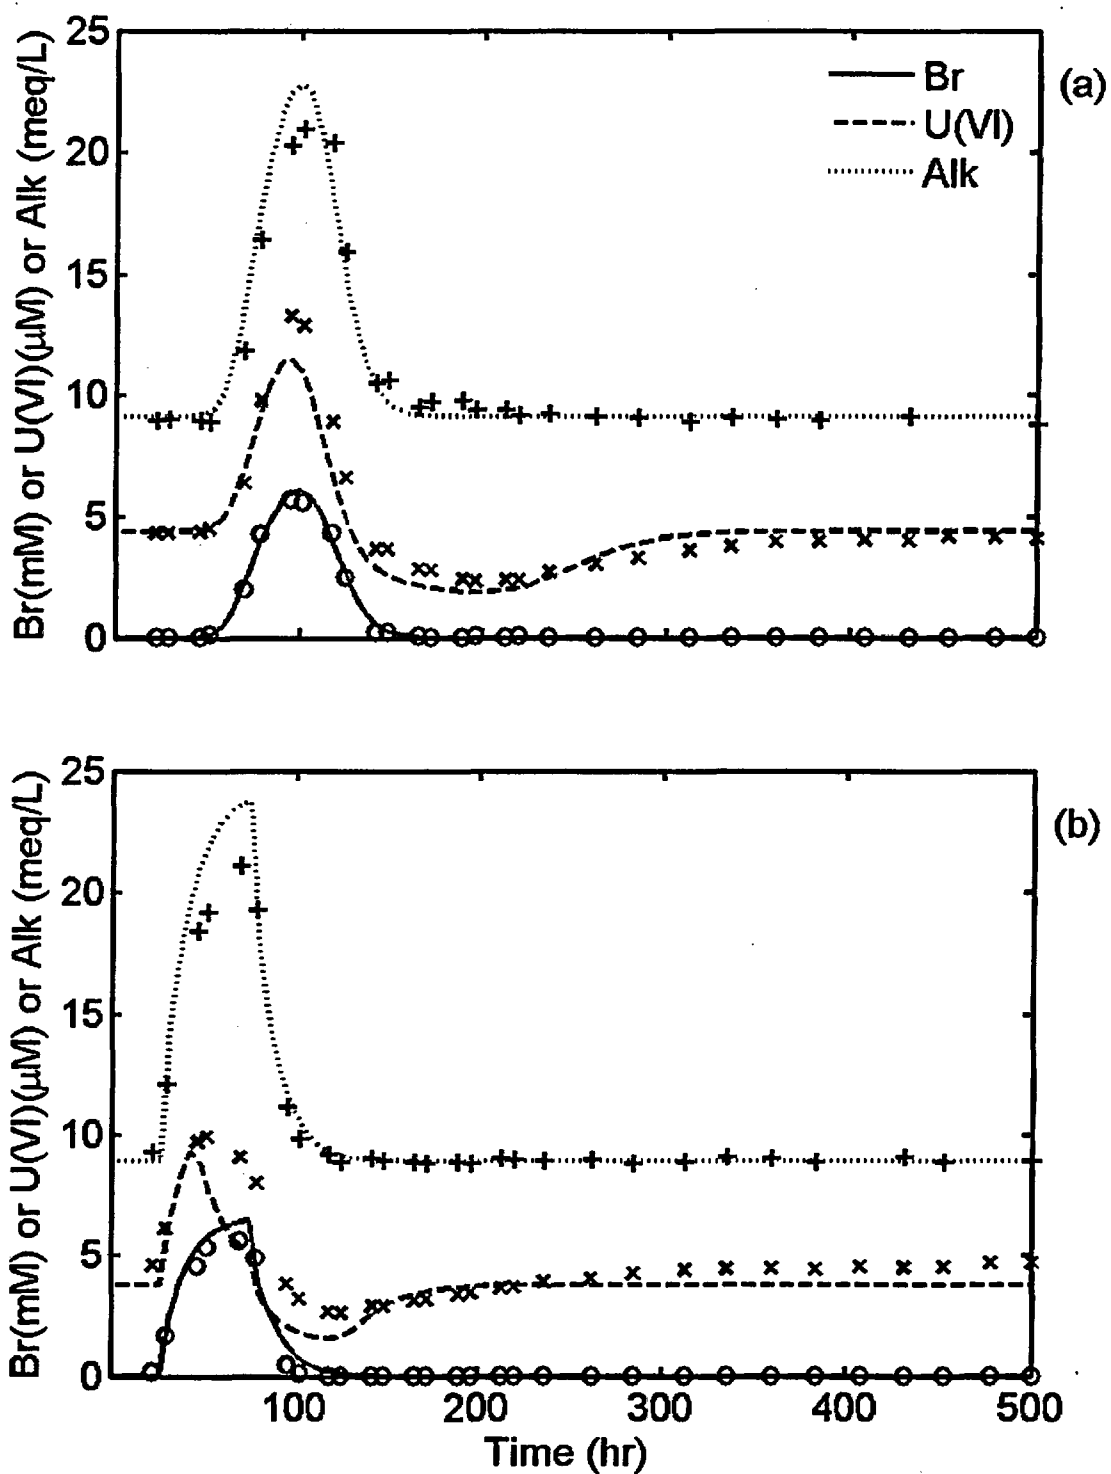 25
20
15
10
5
0
Br(mM) or U(VI)(μM) or Alk (meq/L)
Br
U(VI)
Alk
(a)
25
20
15
10
5
0
Br(mM) or U(VI)(μM) or Alk (meq/L)
(b)
100
200
300
400
500
Time (hr)